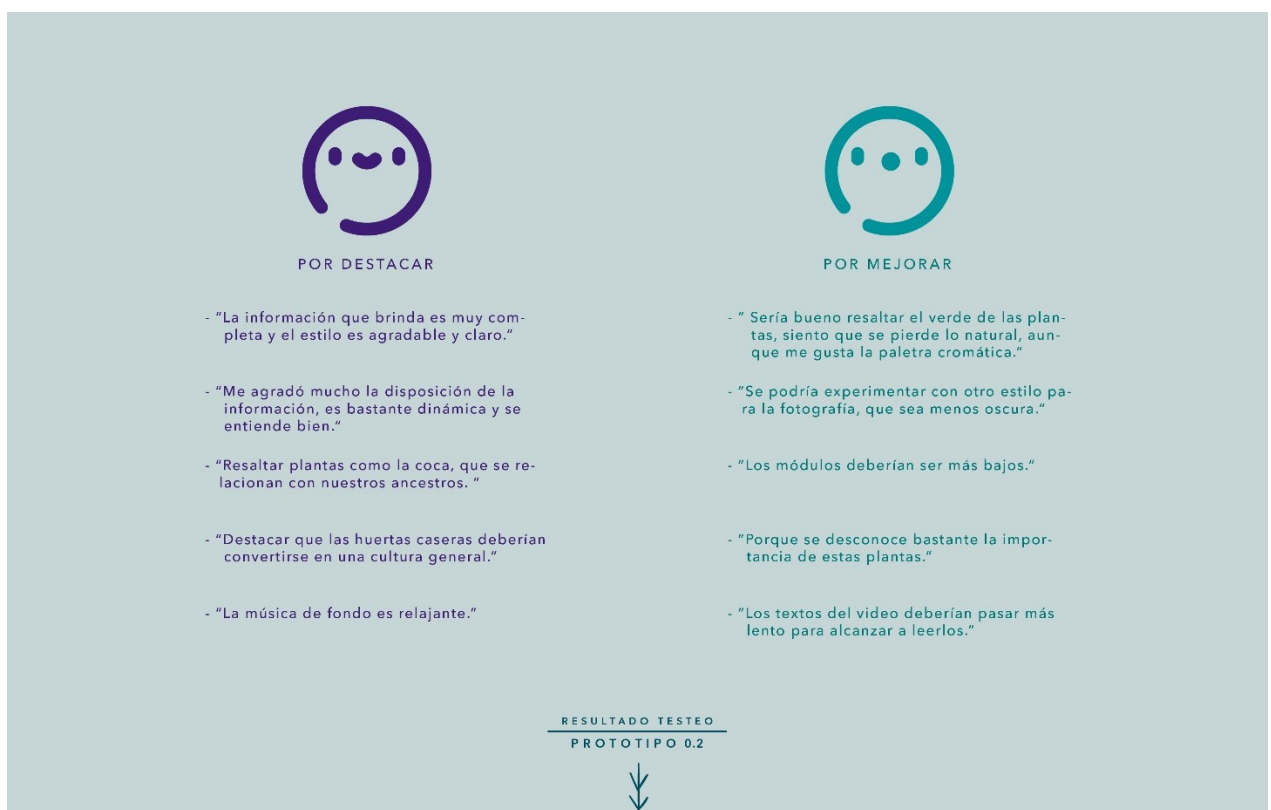 POR DESTACAR
- “La información que brinda es muy com-
pleta y el estilo es agradable y claro.“
- “Me agradó mucho la disposición de la
información, es bastante dinámica y se
entiende bien.“
- “Resaltar plantas como la coca, que se re-
lacionan con nuestros ancestros. “
- “Destacar que las huertas caseras deberían
convertirse en una cultura general.“
- “La música de fondo es relajante.”
POR MEJORAR
- “ Sería bueno resaltar el verde de las plan-
tas, siento que se pierde lo natural, aun-
que me gusta la paletra cromática.“
- “Se podría experimentar con otro estilo pa-
ra la fotografía, que sea menos oscura.“
- “Los módulos deberían ser más bajos.“
- “Porque se desconoce bastante la impor-
tancia de estas plantas.“
- “Los textos del video deberían pasar más
lento para alcanzar a leerlos.“
RESULTADO TESTEO
PROTOTIPO 0.2